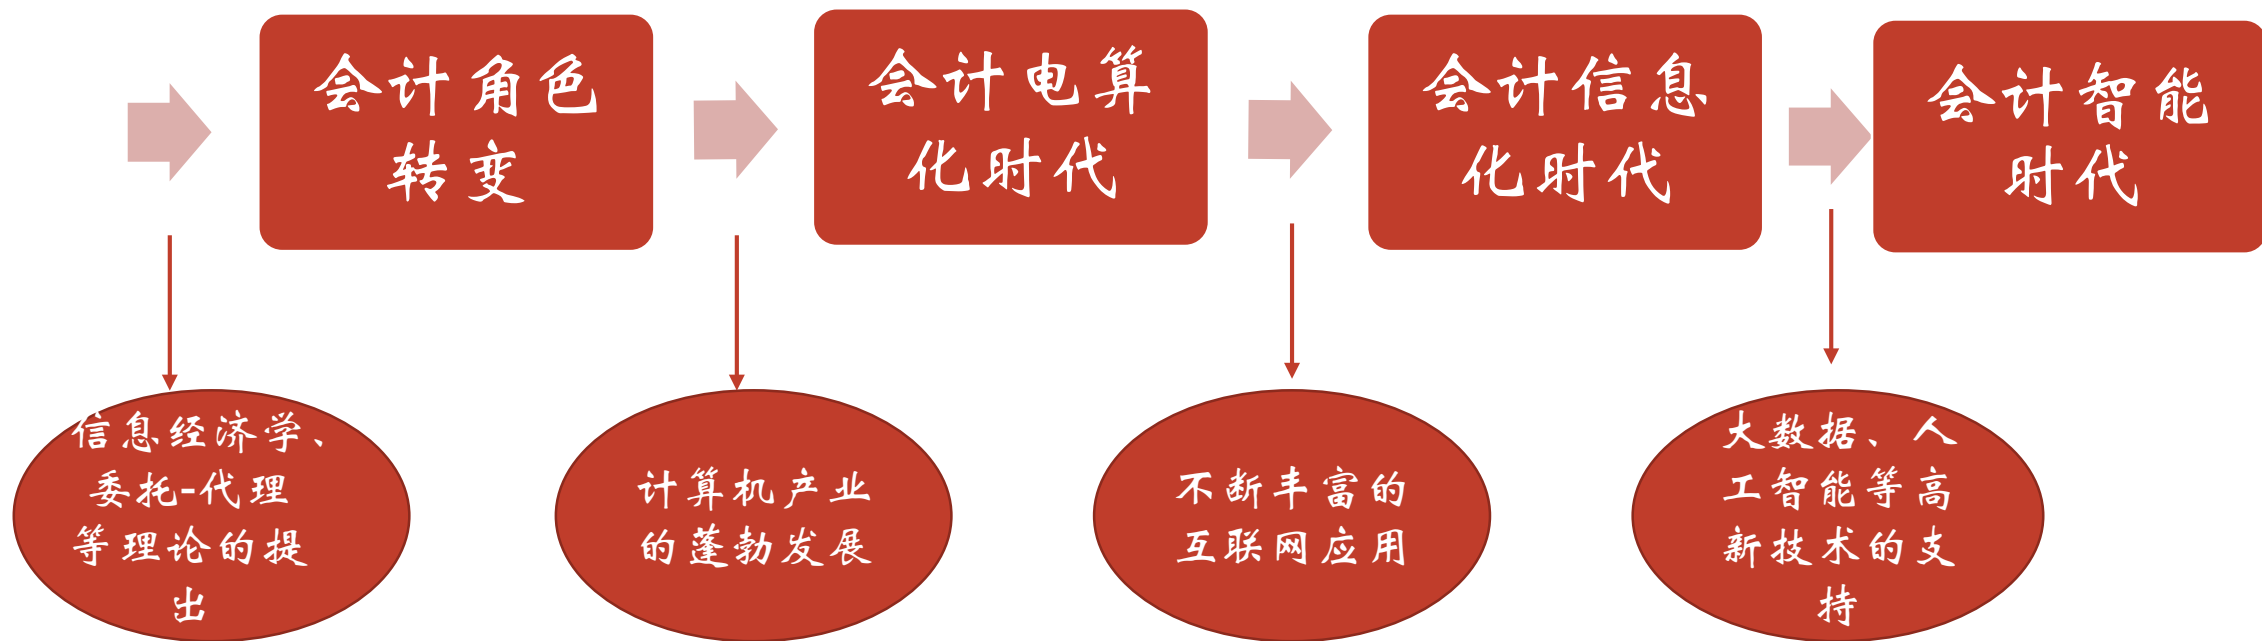 会计角色
转变
会计电算
化时代
会计信息
化时代
会计智能
时代
信息经济学、
委托-代理
等理论的提
出
计算机产业
的蓬勃发展
不断丰富的
互联网应用
大数据、人
工智能等高
新技术的支
持